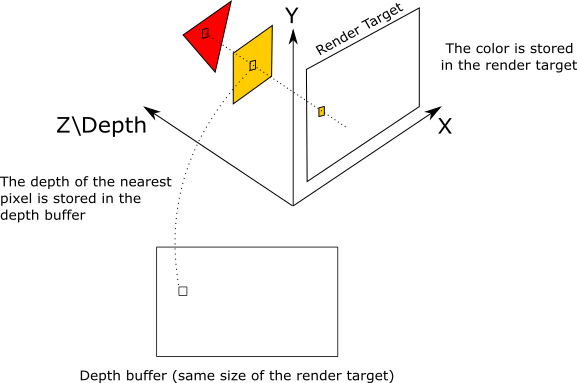 Y
Render Target
The color is stored
in the render target
Z\Depth
X
The depth of the nearest
pixel is stored in the
depth buffer
Depth buffer (same size of the render target)